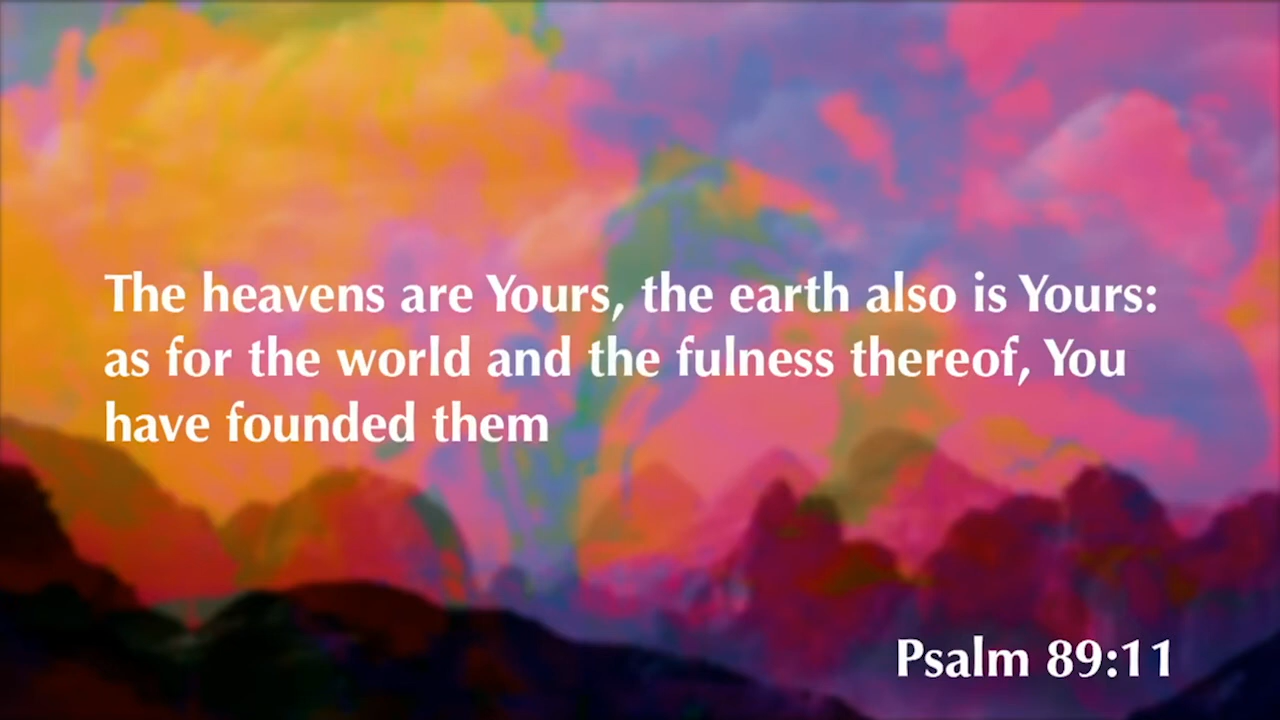 The heavens are Yours, the earth also is Yours:
as for the world and the fulness thereof, You
have founded them
Psalm 89:11